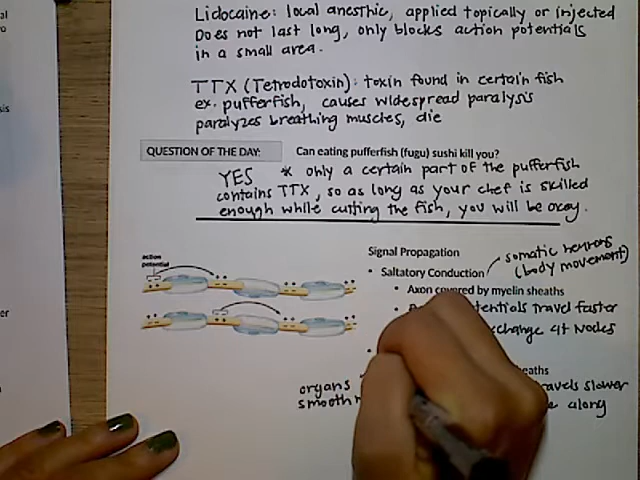 Lidocaine: local anesthic, applied topically or injected
Does not last long, only blocks action potentials
in a small area.
TTX (Tetrodotoxin): toxin found in certain fish
ex. pufferfish, causes widespread paralysis
paralyzes breathing muscles, die
QUESTION OF THE DAY: Can eating pufferfish (fugu) sushi kill you?
YES * only a certain part of the pufferfish
contains TTX, so as long as your chef is skilled
enough while cutting the fish, you will be okay.
action
potential
Signal Propagation
somatic neurons
(body movement)
• Saltatory Conduction
• Axon covered by myelin sheaths
travel faster
exchange at Nodes
organs
smooth
travels slower
along